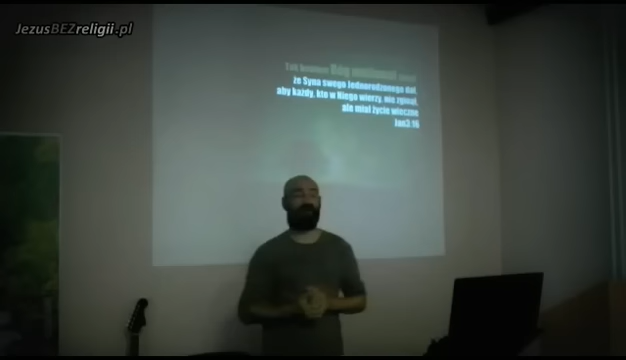 JezusBEZreligii.pl
Tak bowiem Bóg umiłował świat
że Syna swego Jednorodzonego dał,
aby każdy, kto w Niego wierzy, nie zginął,
ale miał życie wieczne
Jan3:16